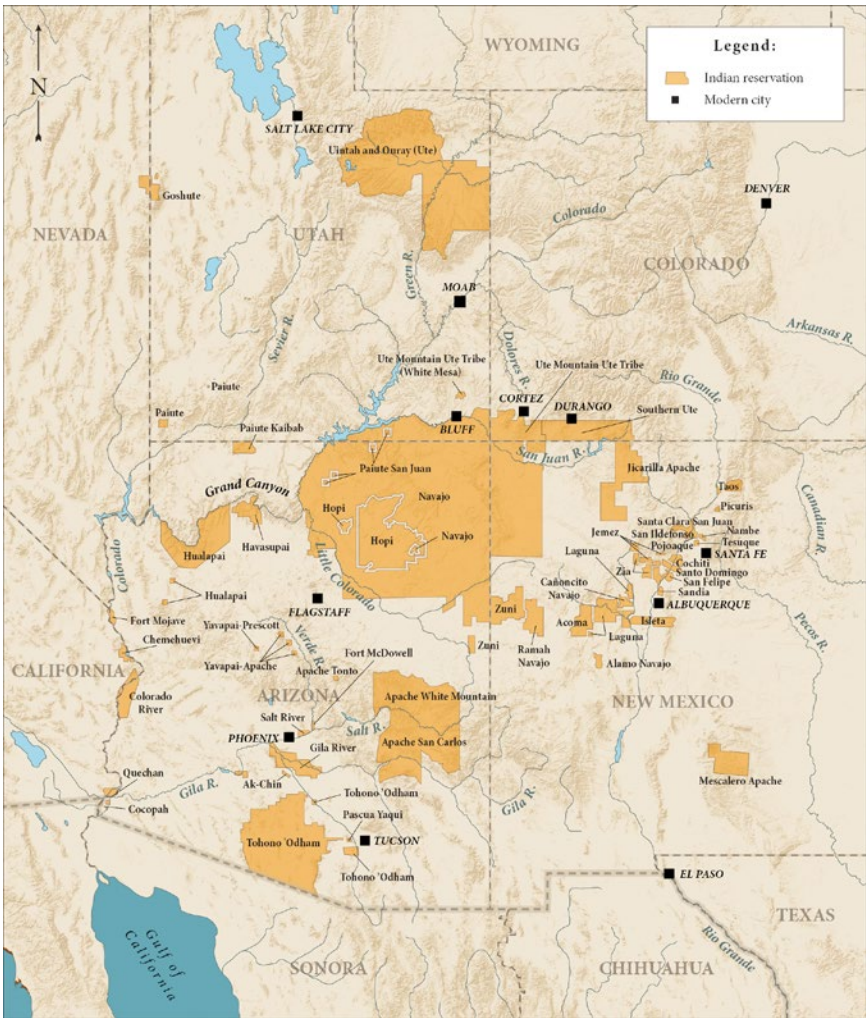 WYOMING
Legend:
Indian reservation
Modern city
N
SALT LAKE CITY
Uintah and Ouray (Ute)
Goshute
DENVER
NEVADA
UTAH
Colorado
COLORADO
Green R.
MOAB
Sevier R.
Dolores R.
Arkansas R.
Ute Mountain Ute Tribe
(White Mesa)
Ute Mountain Ute Tribe
Rio Grande
Paiute
Paiute
CORTEZ
DURANGO
Southern Ute
BLUFF
Paiute Kaibab
San Juan R.
Paiute San Juan
Jicarilla Apache
Grand Canyon
Taos
Navajo
Picuris
Hopi
Canadian R.
Santa Clara
San Juan
San Ildefonso
Nambe
Hopi
Navajo
Jemez
Pojoaque
Tesuque
Hualapai
Havasupai
Laguna
SANTA FE
Colorado
Little Colorado
Cochiti
Zia
Santo Domingo
Cañoncito
Navajo
San Felipe
Sandia
Hualapai
FLAGSTAFF
ALBUQUERQUE
Zuni
Fort Mojave
Acoma
Isleta
Chemehuevi
Yavapai-Prescott
Verde R.
Laguna
Pecos R.
Zuni
Ramah
Navajo
Fort McDowell
Yavapai-Apache
Alamo Navajo
CALIFORNIA
Apache Tonto
Colorado
River
ARIZONA
Apache White Mountain
NEW MEXICO
Salt River
Salt R.
PHOENIX
Apache San Carlos
Gila River
Quechan
Mescalero Apache
Gila R.
Ak-Chin
Gila R.
Cocopah
Tohono 'Odham
Pascua Yaqui
Tohono 'Odham
TUCSON
Tohono 'Odham
EL PASO
TEXAS
Gulf of
California
Rio Grande
SONORA
CHIHUAHUA